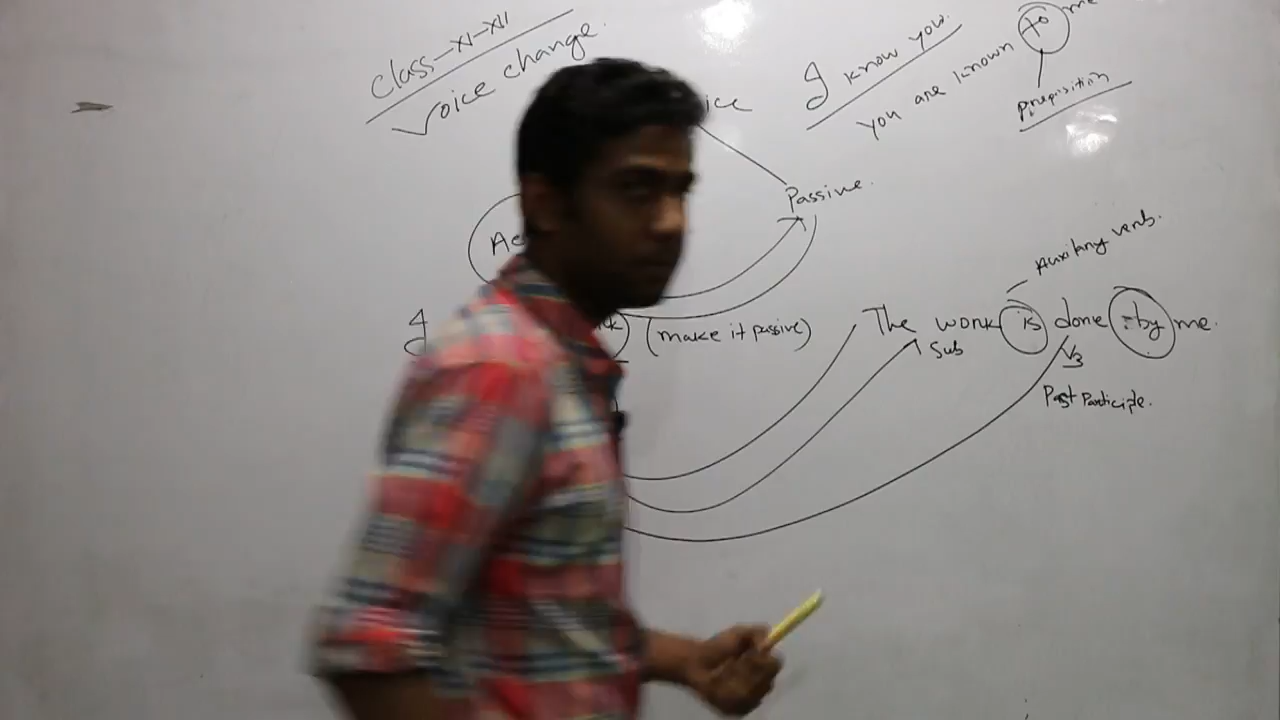 Class-XI-XII
Voice change.
I know you.
you are known to me
preposition
Passive.
Auxitary verb.
I
(make it passive)
The work is done by me.
Sub
V3
Past Participle.